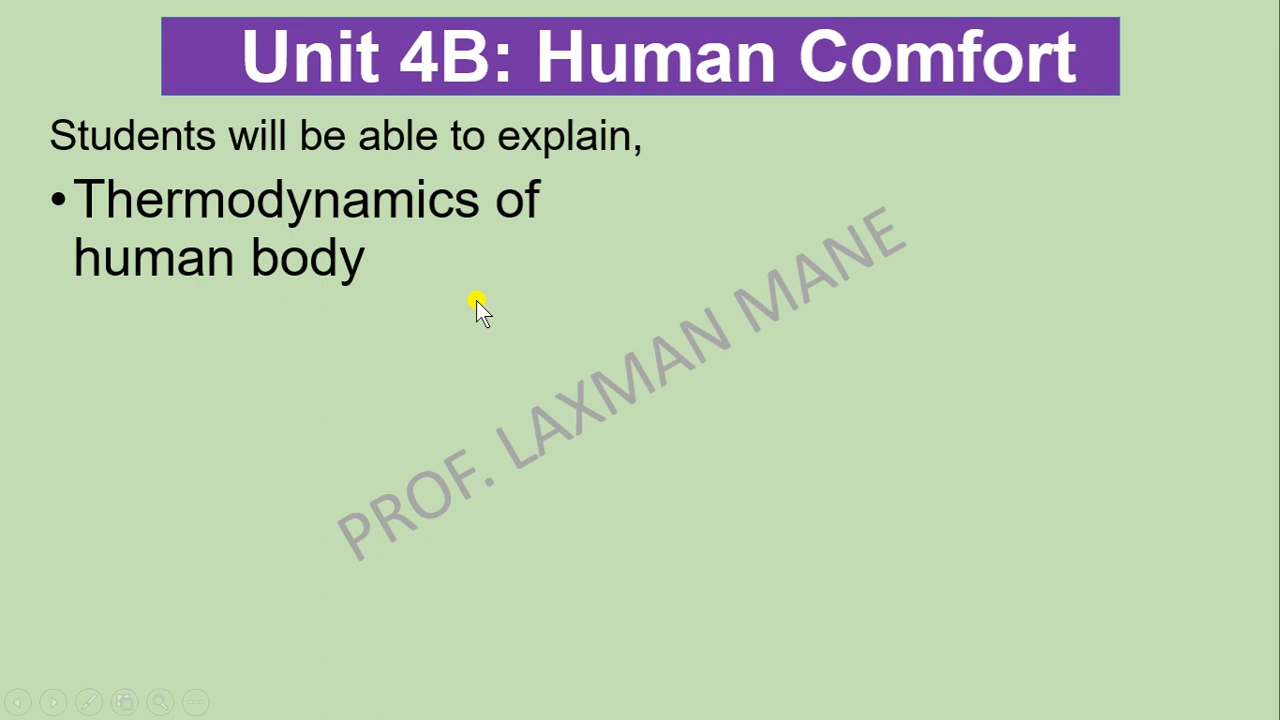 Unit 4B: Human Comfort
Students will be able to explain,
•Thermodynamics of
human body
PROF. LAXMAN MANE